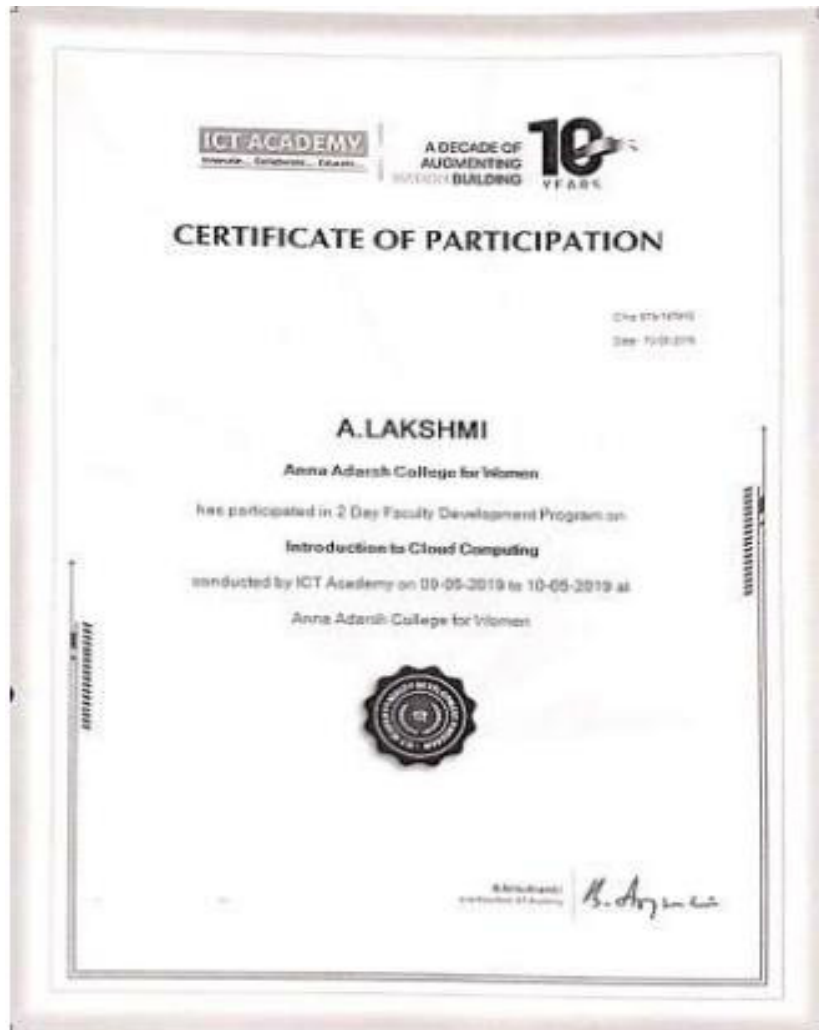 ICT ACADEMY
A DECADE OF
AUGMENTING
BUILDING
10
YEARS
CERTIFICATE OF PARTICIPATION
A.LAKSHMI
Anna Adarsh College for Women
has participated in 2 Day Faculty Development Program on
Introduction to Cloud Computing
conducted by ICT Academy on 09-05-2019 to 10-05-2019 at
Anna Adarsh College for Women